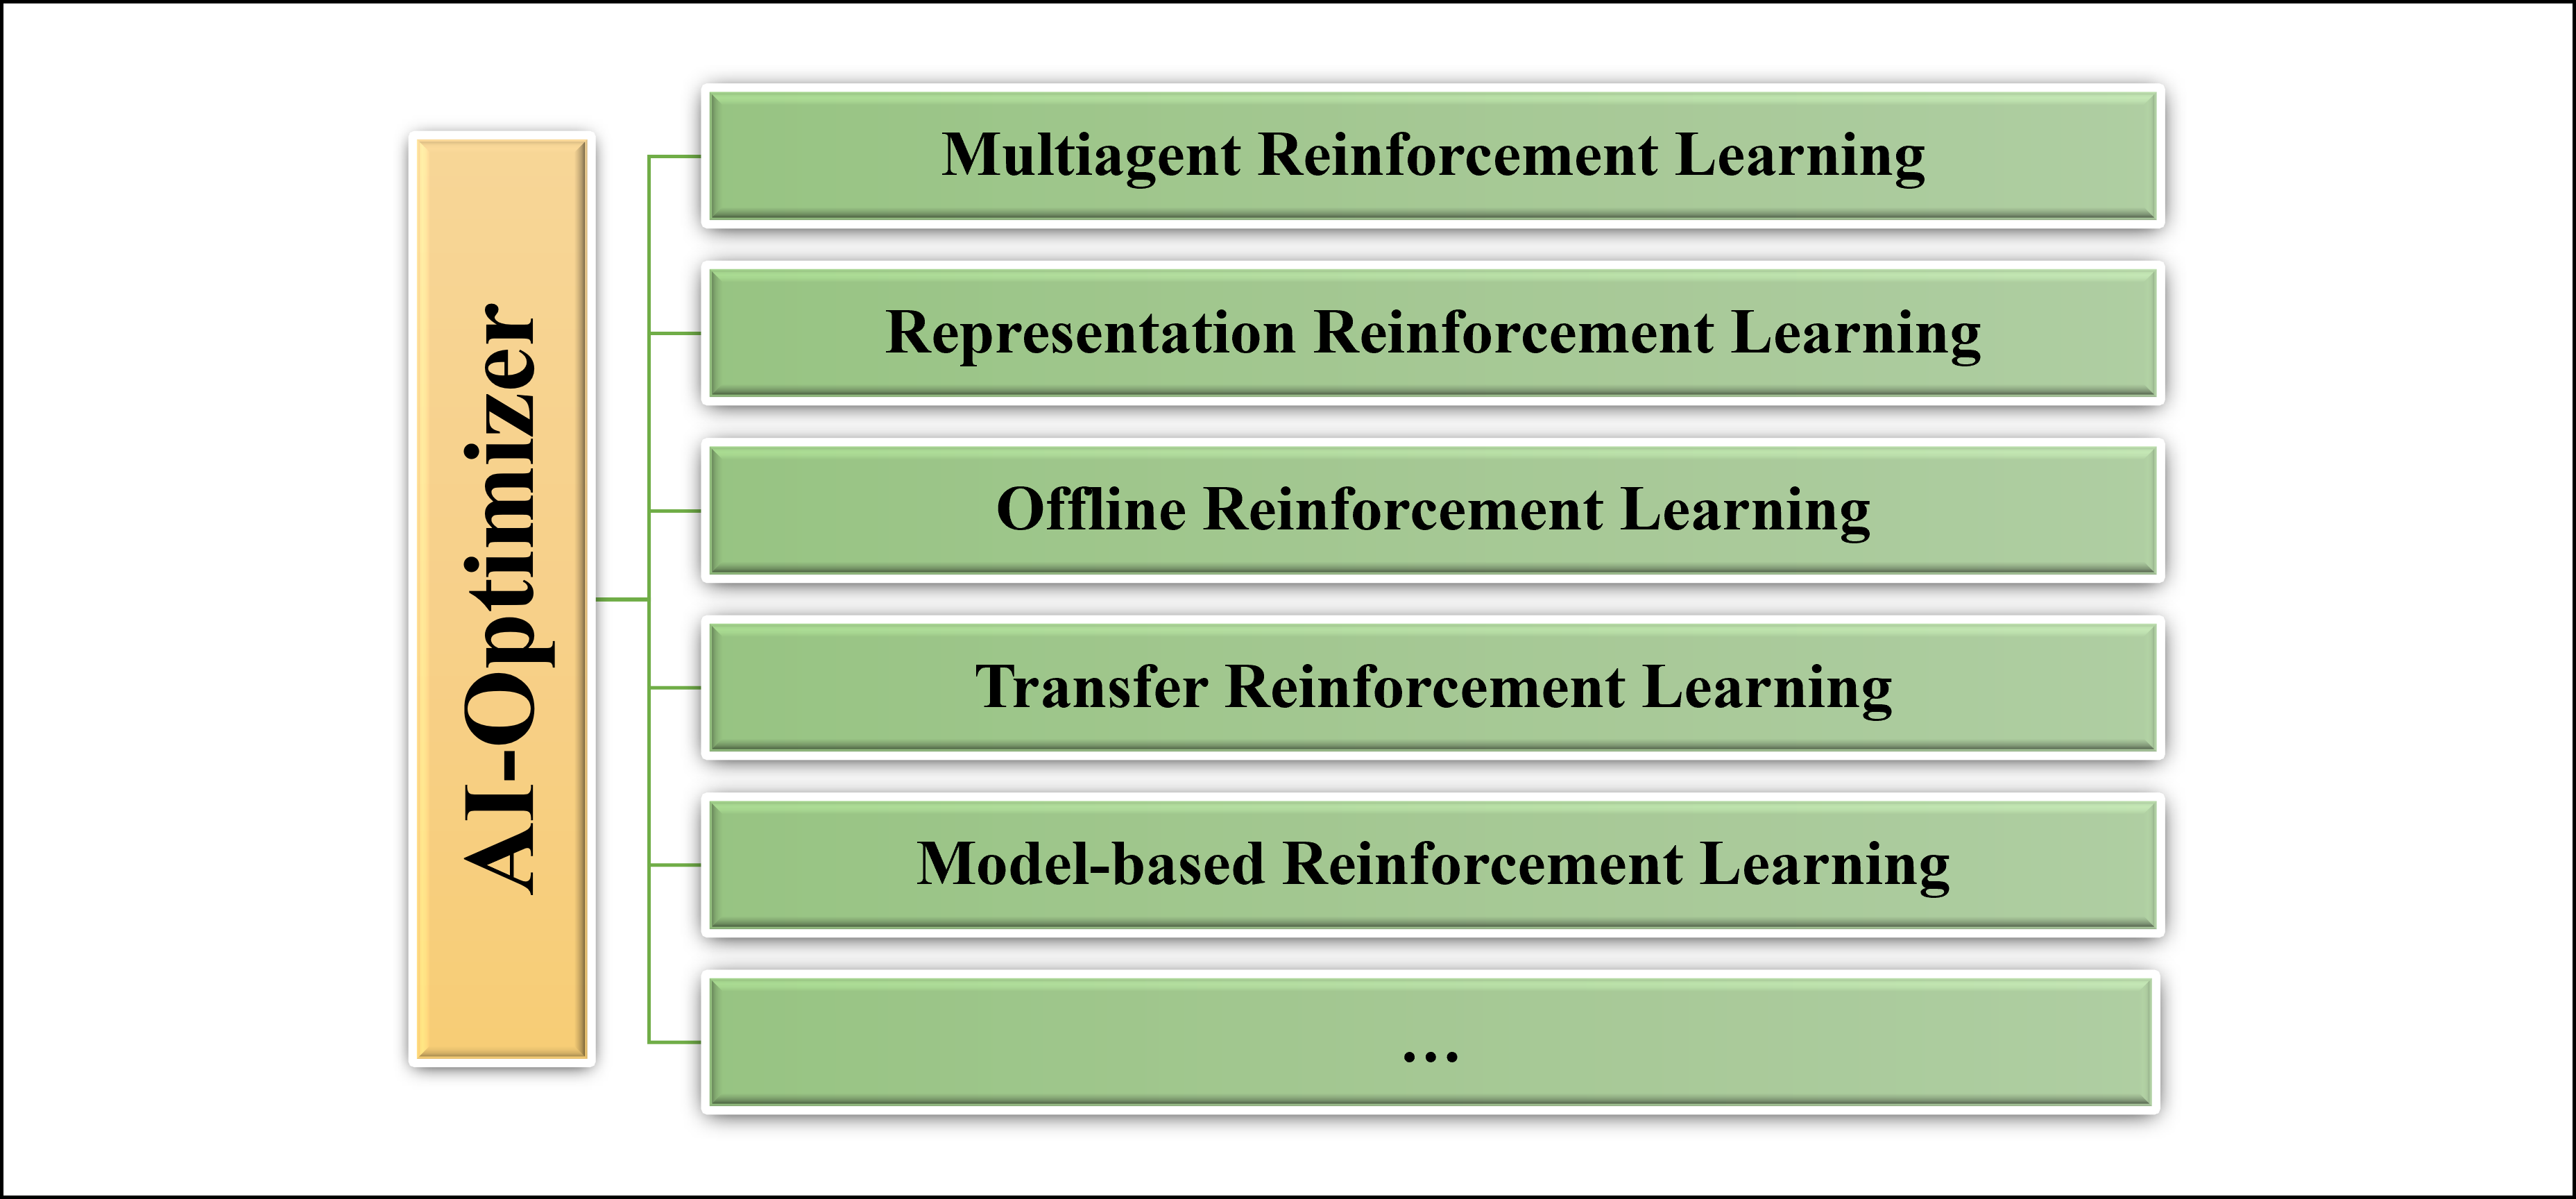 AI-Optimizer
Multiagent Reinforcement Learning
Representation Reinforcement Learning
Offline Reinforcement Learning
Transfer Reinforcement Learning
Model-based Reinforcement Learning
...